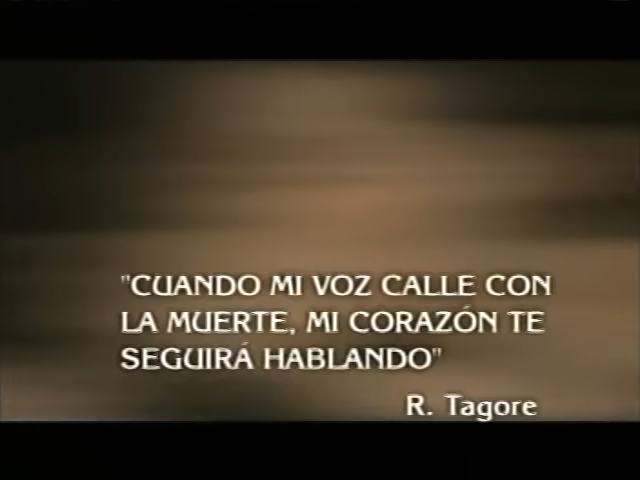 "CUANDO MI VOZ CALLE CON
LA MUERTE, MI CORAZÓN TE
SEGUIRÁ HABLANDO"
R. Tagore